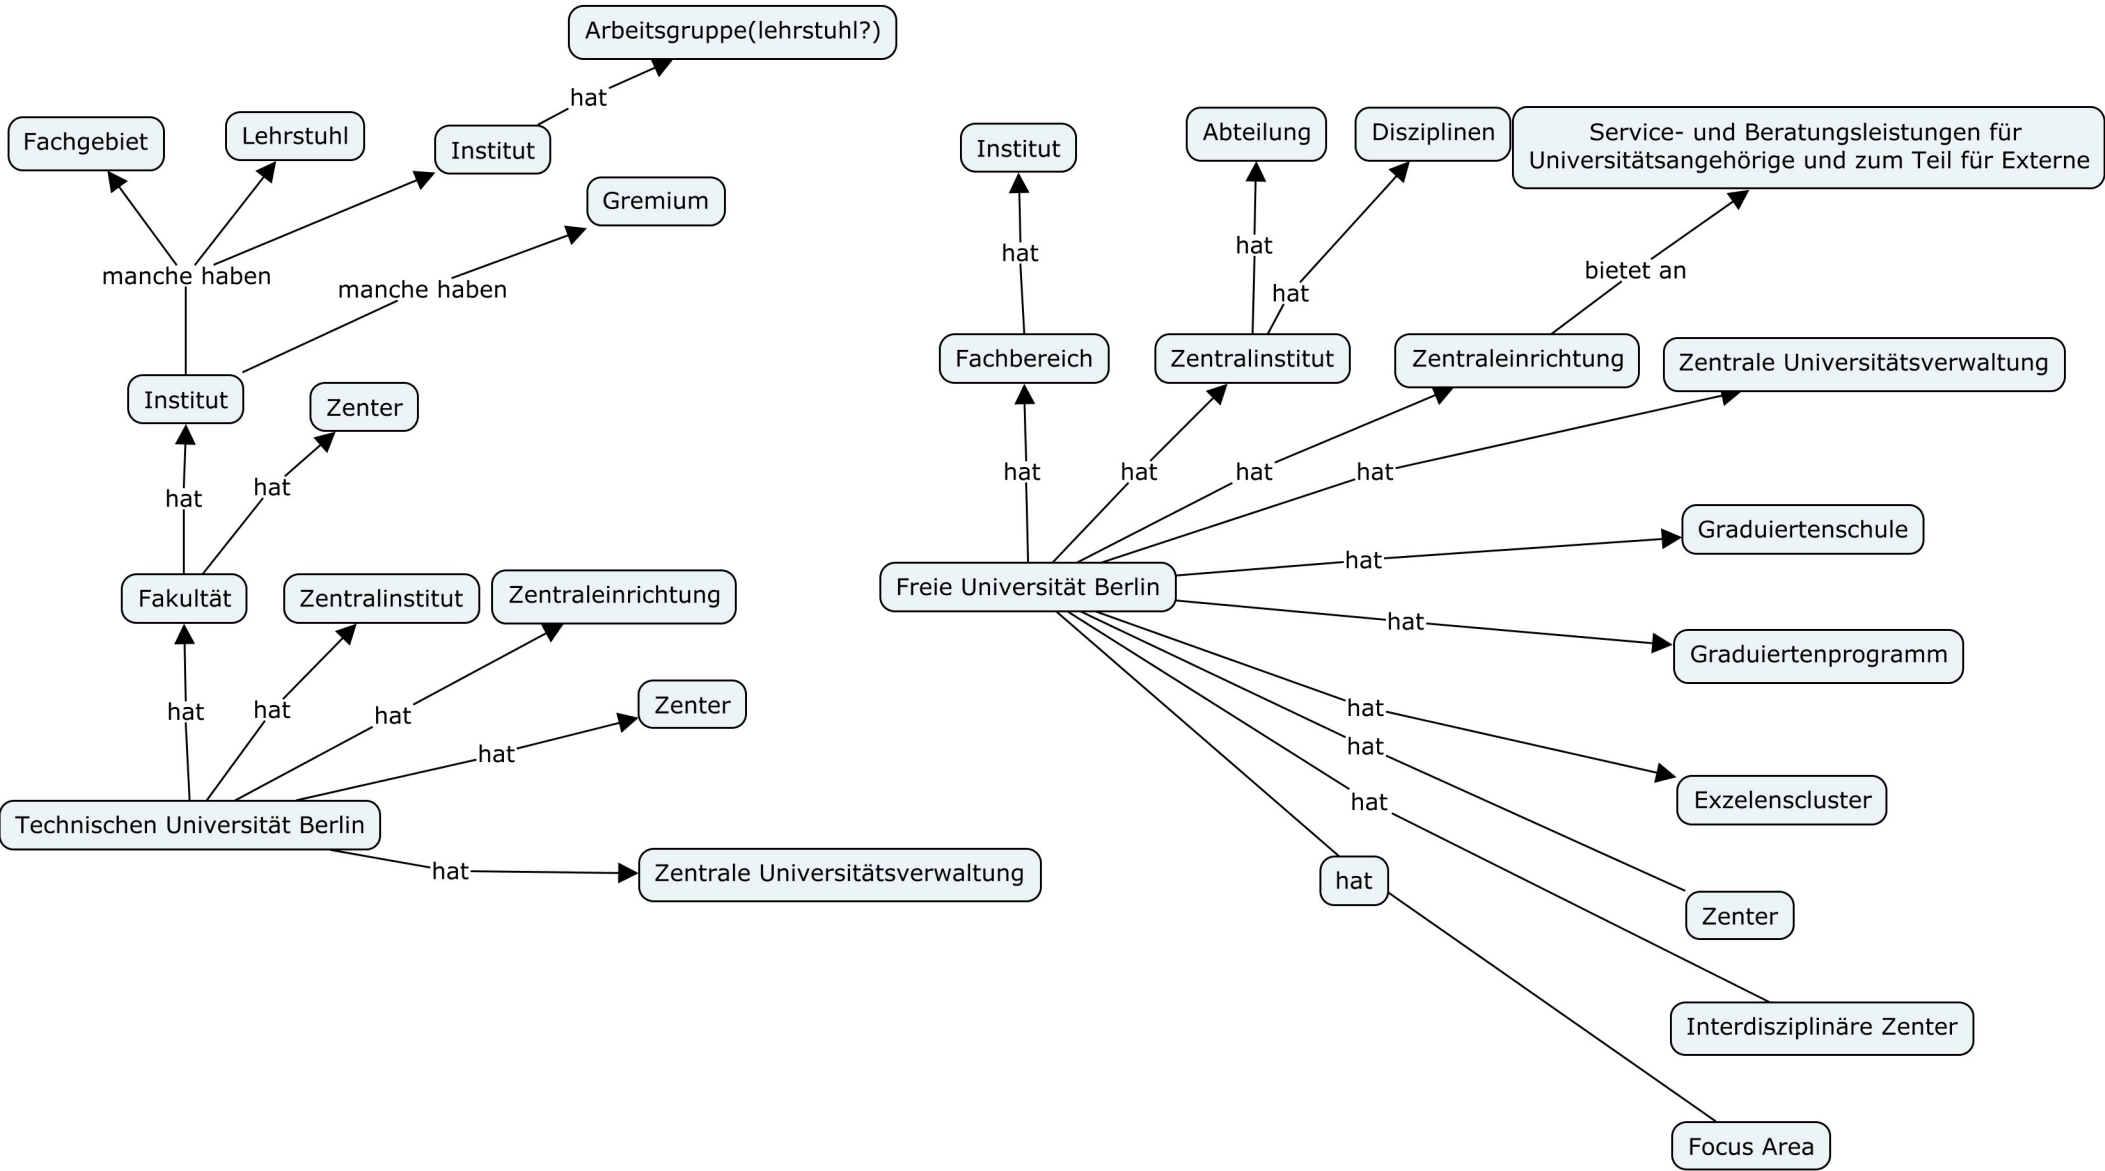 Arbeitsgruppe(lehrstuhl?)
hat
Fachgebiet
Lehrstuhl
Institut
Gremium
manche haben
manche haben
Institut
Zenter
hat
hat
Fakultät
Zentralinstitut
Zentraleinrichtung
hat
hat
hat
Zenter
hat
Technischen Universität Berlin
hat
Zentrale Universitätsverwaltung
Institut
Abteilung
Disziplinen
Service- und Beratungsleistungen für
Universitätsangehörige und zum Teil für Externe
hat
hat
hat
bietet an
Fachbereich
Zentralinstitut
Zentraleinrichtung
Zentrale Universitätsverwaltung
hat
hat
hat
hat
Graduiertenschule
hat
Freie Universität Berlin
hat
Graduiertenprogramm
hat
hat
Exzelenscluster
hat
hat
Zenter
Interdisziplinäre Zenter
Focus Area